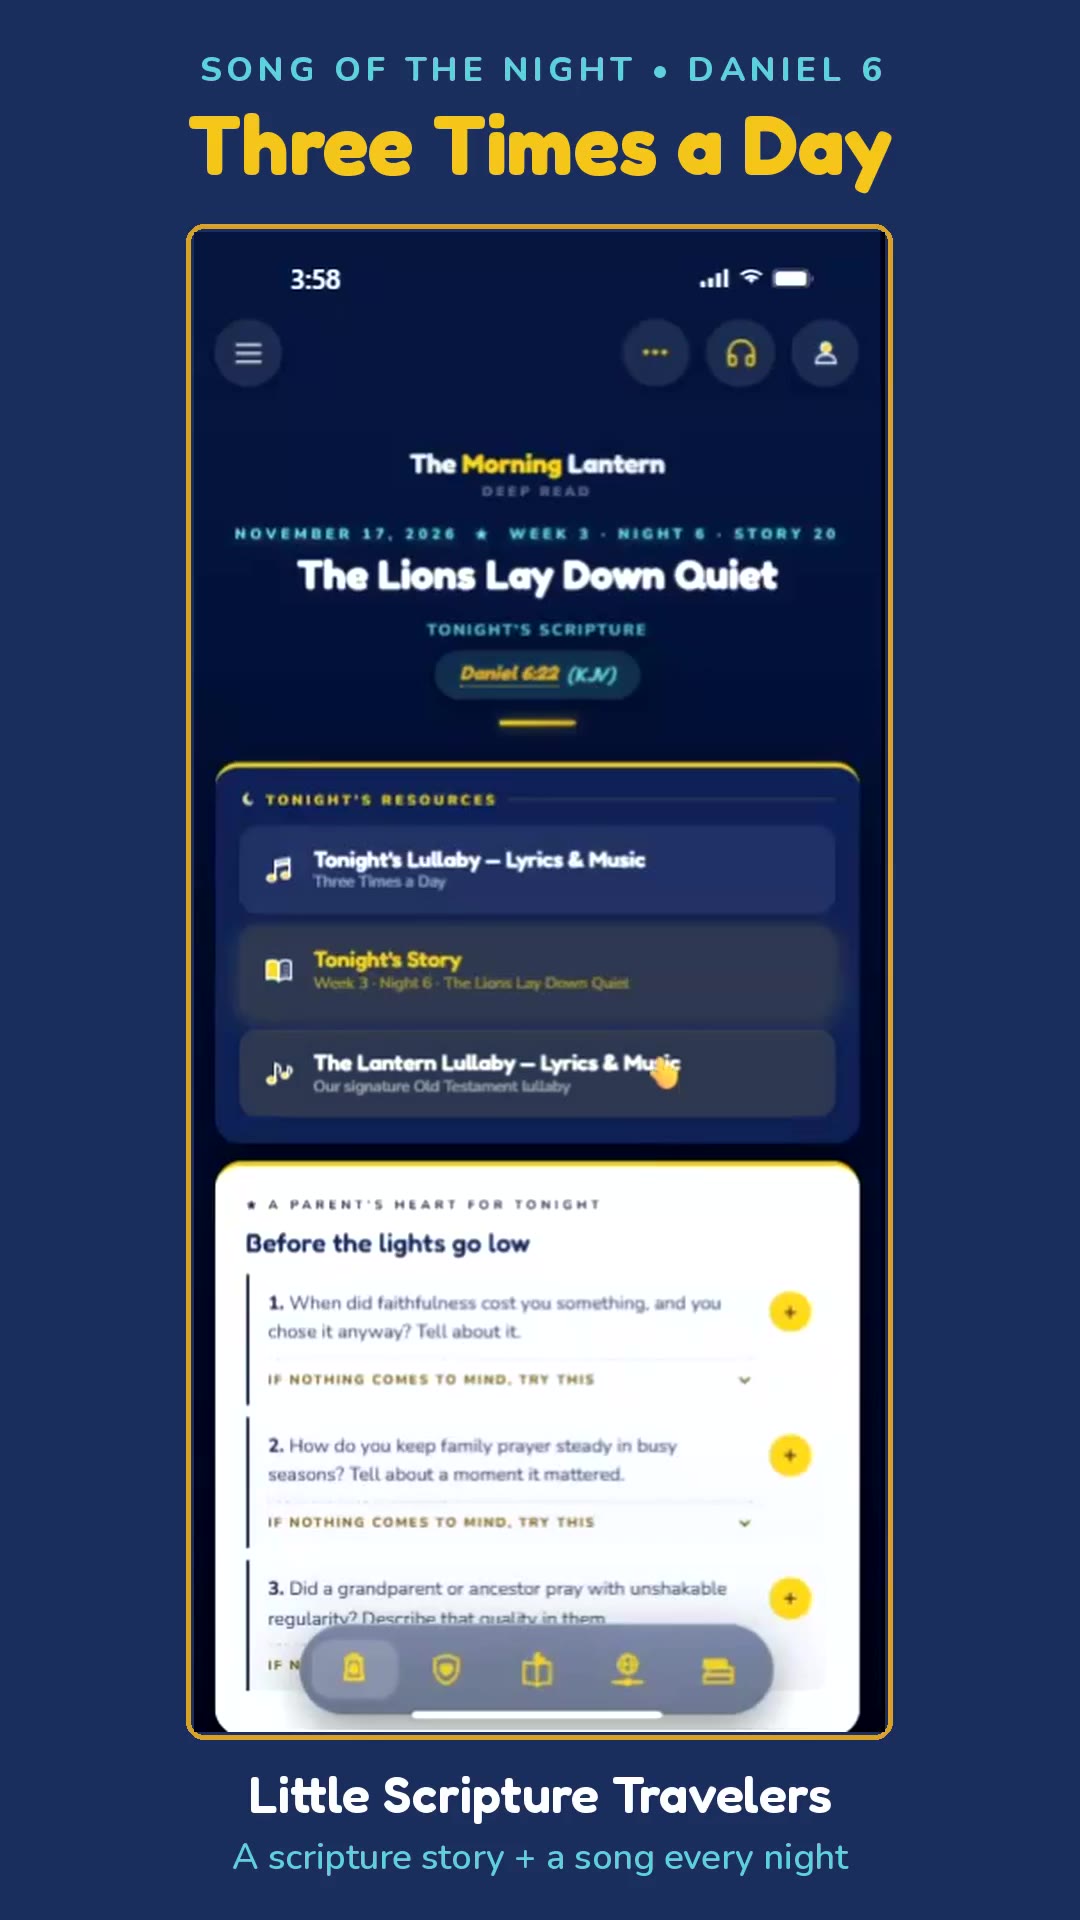 SONG OF THE NIGHT • DANIEL 6
Three Times a Day
3:58
The Morning Lantern
DEEP READ
NOVEMBER 17, 2026 ★ WEEK 3 · NIGHT 6 · STORY 20
The Lions Lay Down Quiet
TONIGHT'S SCRIPTURE
Daniel 6:22 (KJV)
TONIGHT'S RESOURCES
Tonight's Lullaby – Lyrics & Music
Three Times a Day
Tonight's Story
Week 3 · Night 6 · The Lions Lay Down Quiet
The Lantern Lullaby – Lyrics & Music
Our signature Old Testament lullaby
★ A PARENT'S HEART FOR TONIGHT
Before the lights go low
1. When did faithfulness cost you something, and you
chose it anyway? Tell about it.
IF NOTHING COMES TO MIND, TRY THIS
2. How do you keep family prayer steady in busy
seasons? Tell about a moment it mattered.
IF NOTHING COMES TO MIND, TRY THIS
3. Did a grandparent or ancestor pray with unshakable
regularity? Describe that quality in them.
IF N
Little Scripture Travelers
A scripture story + a song every night